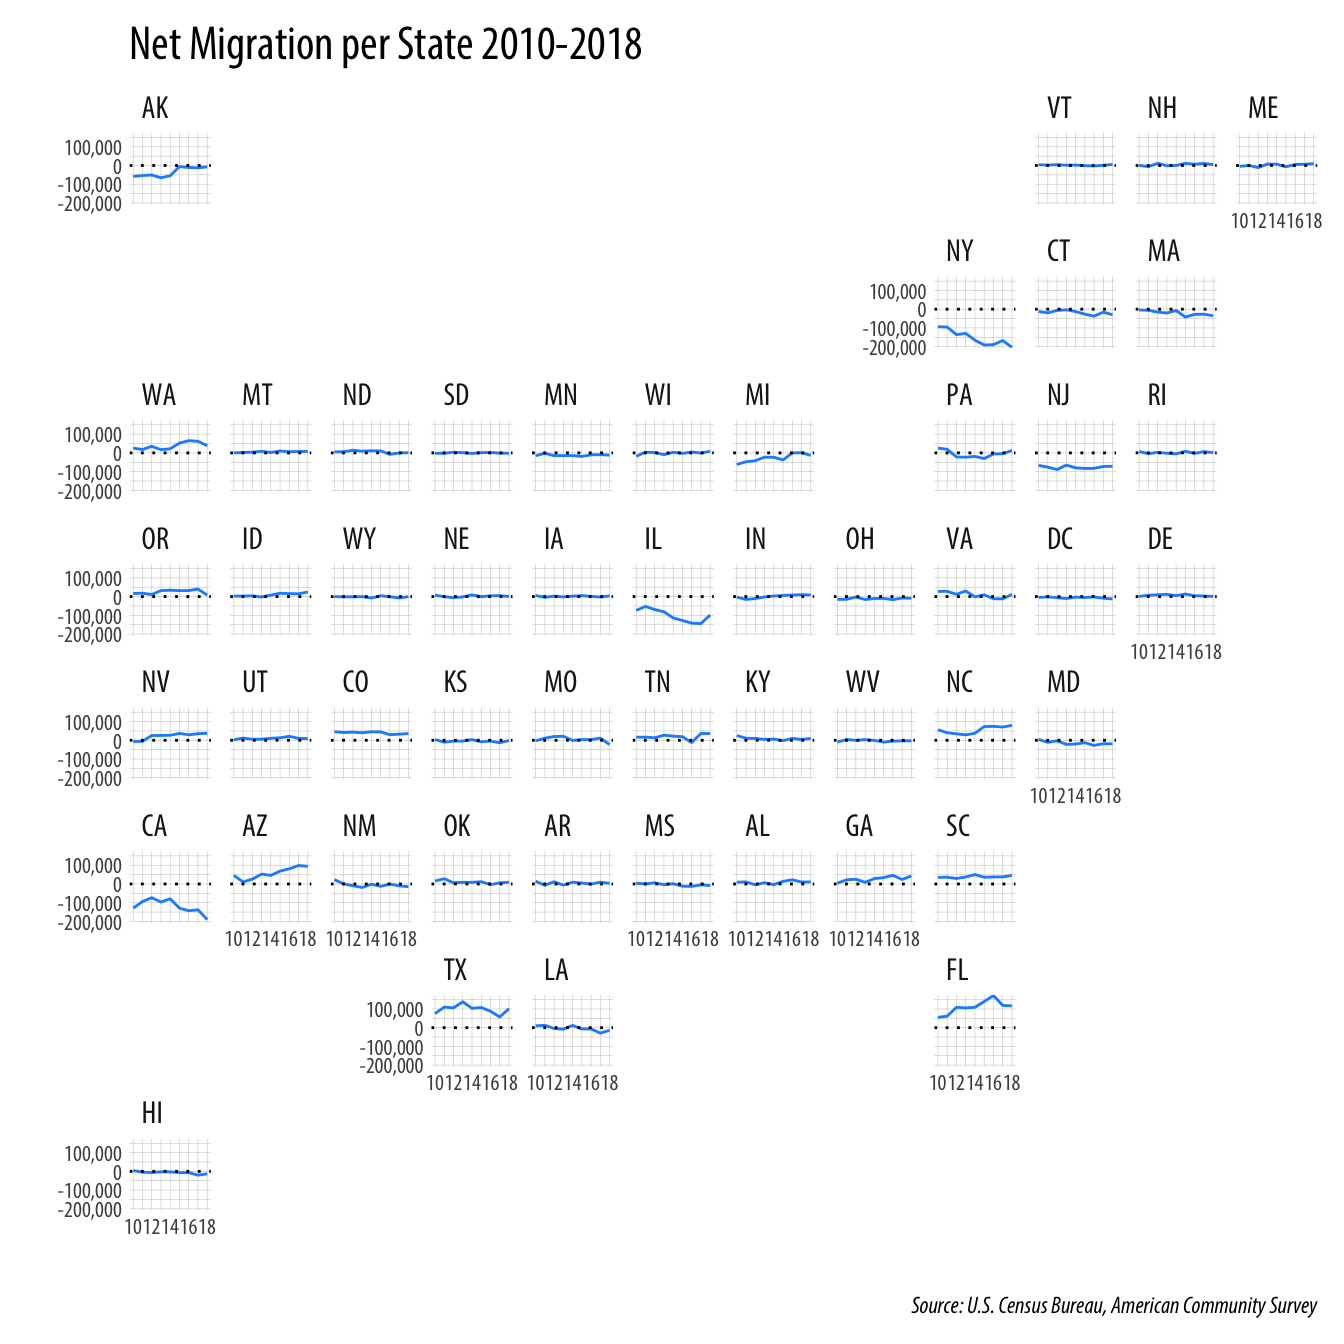 Net Migration per State 2010-2018
AK
VT NH ME
100,000
0
-100,000
-200,000
1012141618
NY CT MA
100,000
0
-100,000
-200,000
WA MT ND SD MN WI MI PA NJ RI
100,000
0
-100,000
-200,000
OR ID WY NE IA IL IN OH VA DC DE
100,000
0
-100,000
-200,000
1012141618
NV UT CO KS MO TN KY WV NC MD
100,000
0
-100,000
-200,000
1012141618
CA AZ NM OK AR MS AL GA SC
100,000
0
-100,000
-200,000
1012141618 1012141618 1012141618 1012141618 1012141618
TX LA FL
100,000
0
-100,000
-200,000
1012141618 1012141618 1012141618
HI
100,000
0
-100,000
-200,000
1012141618
Source: U.S. Census Bureau, American Community Survey